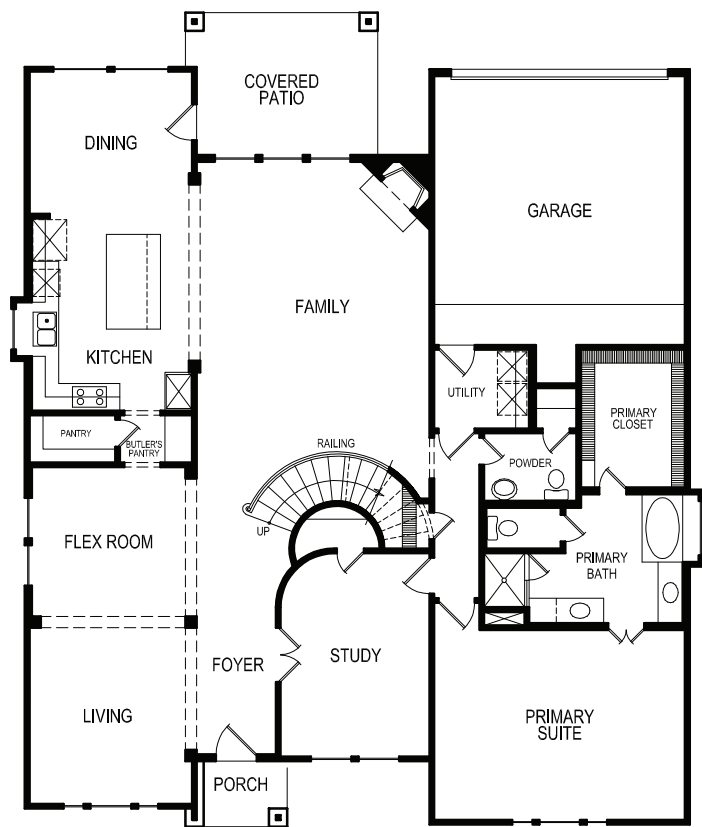 COVERED
PATIO
DINING
GARAGE
FAMILY
KITCHEN
UTILITY
PRIMARY
CLOSET
PANTRY
BUTLER'S
PANTRY
RAILING
POWDER
UP
FLEX ROOM
PRIMARY
BATH
FOYER
STUDY
LIVING
PRIMARY
SUITE
PORCH